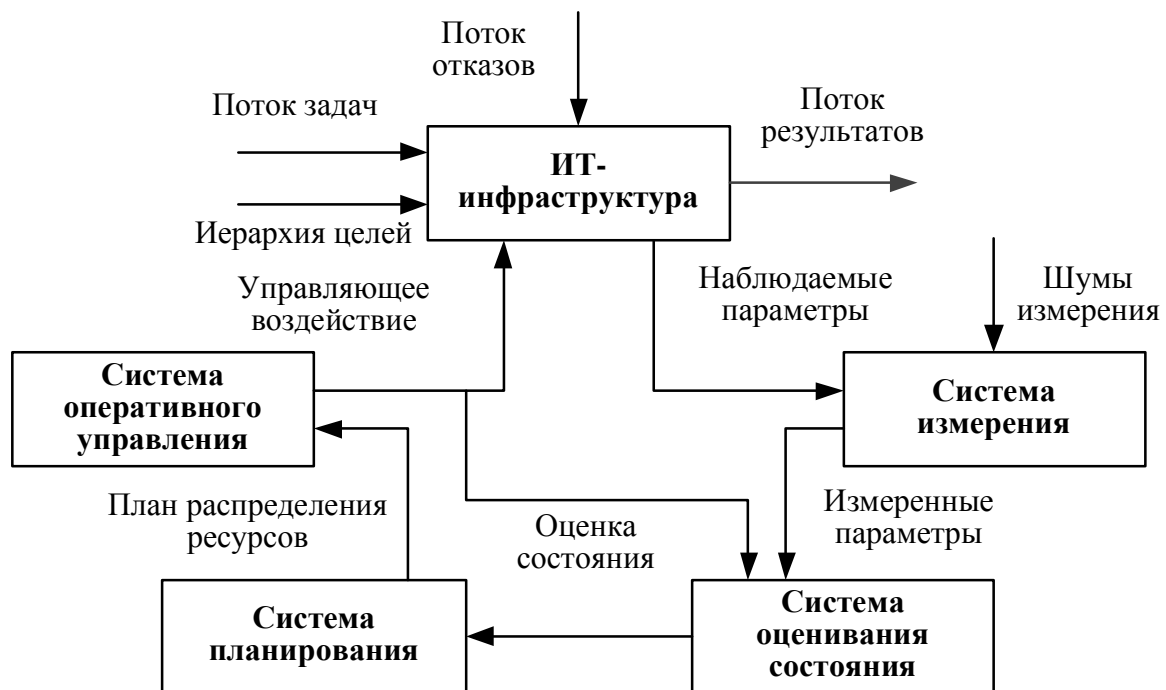 Поток
отказов
Поток задач
Поток
результатов
ИТ-
инфраструктура
Иерархия целей
Управляющее
воздействие
Наблюдаемые
параметры
Шумы
измерения
Система
оперативного
управления
Система
измерения
План распределения
ресурсов
Оценка
состояния
Измеренные
параметры
Система
планирования
Система
оценивания
состояния